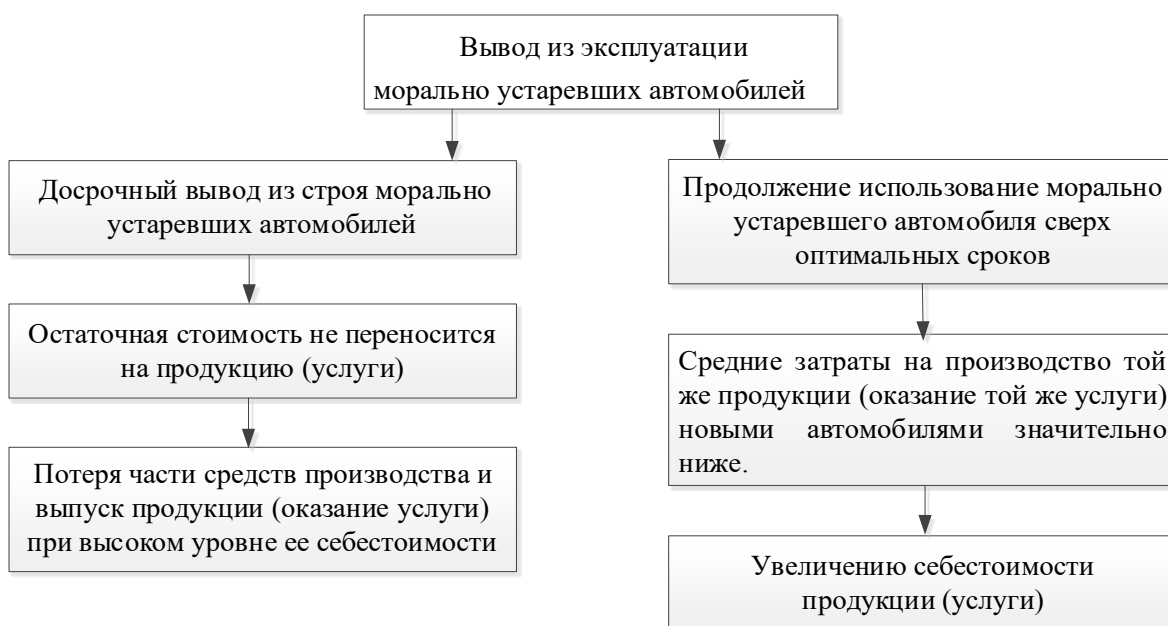 Вывод из эксплуатации
морально устаревших автомобилей
Досрочный вывод из строя морально
устаревших автомобилей
Остаточная стоимость не переносится
на продукцию (услуги)
Потеря части средств производства и
выпуск продукции (оказание услуги)
при высоком уровне ее себестоимости
Продолжение использование морально
устаревшего автомобиля сверх
оптимальных сроков
Средние затраты на производство той
же продукции (оказание той же услуги)
новыми автомобилями значительно
ниже.
Увеличению себестоимости
продукции (услуги)